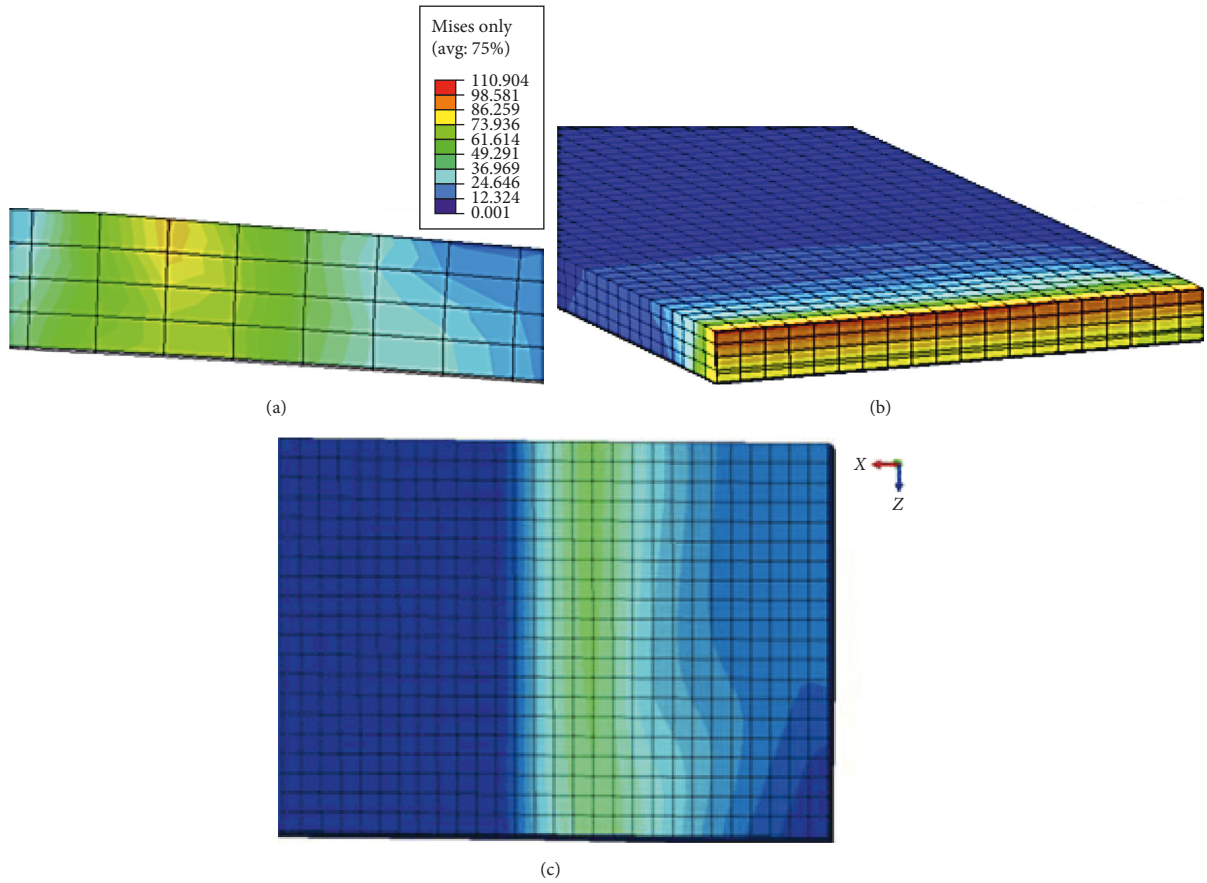 Mises only
(avg: 75%)
110.904
98.581
86.259
73.936
61.614
49.291
36.969
24.646
12.324
0.001
(a)
(b)
X
Z
(c)